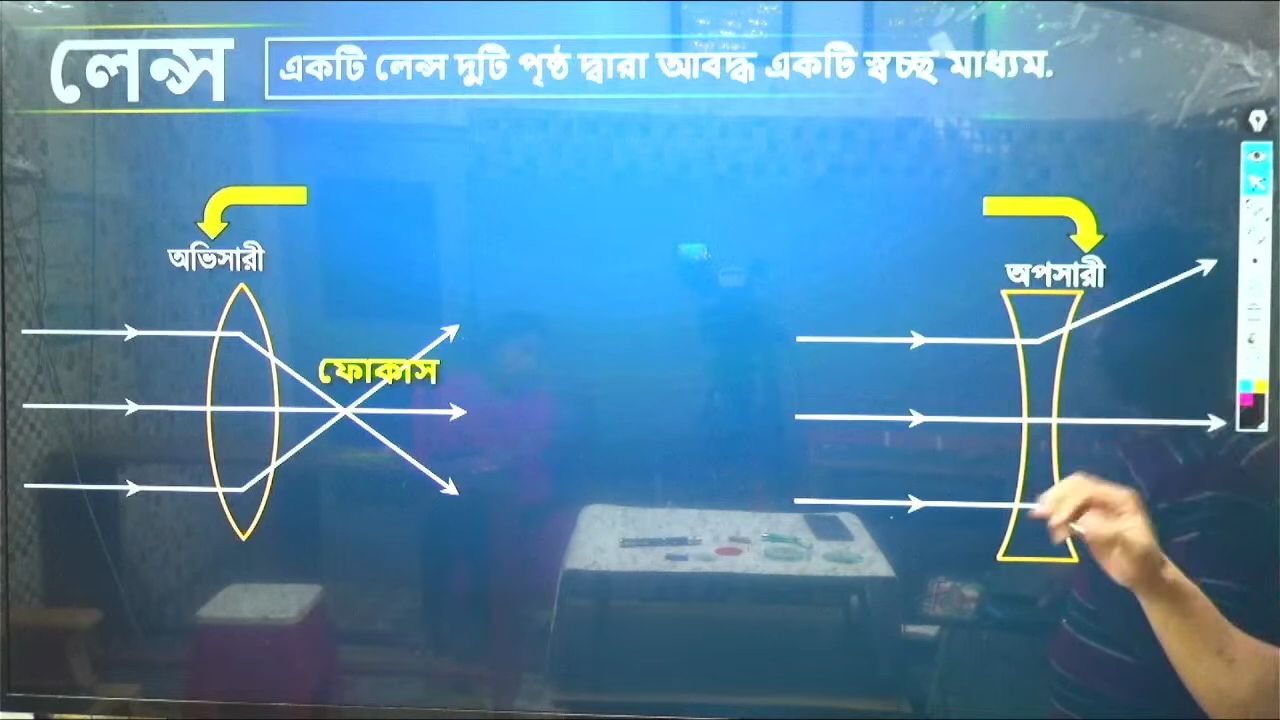 লেন্স
একটি লেন্স দুটি পৃষ্ঠ দ্বারা আবদ্ধ একটি স্বচ্ছ মাধ্যম.
অভিসারী
অপসারী
ফোকাস